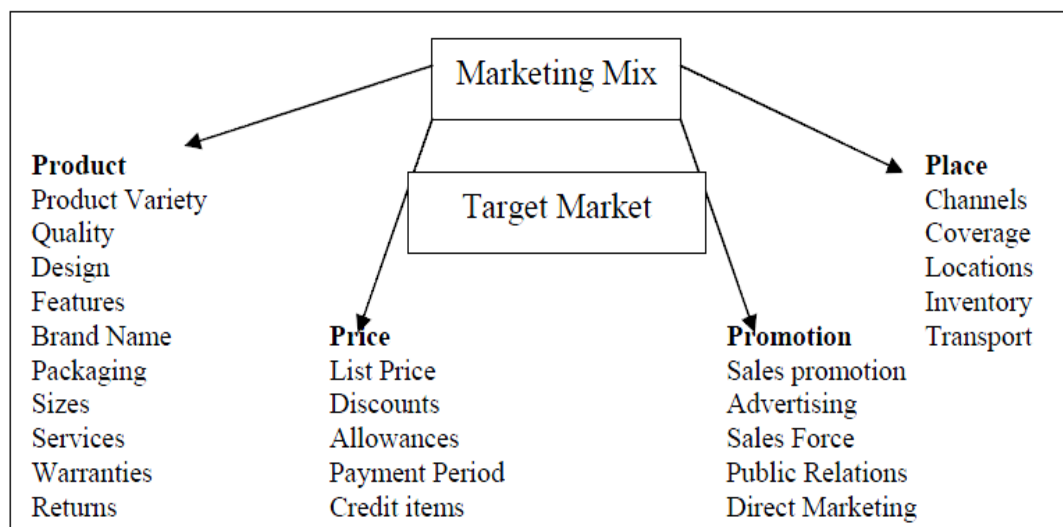 Marketing Mix
Target Market
Product
Product Variety
Quality
Design
Features
Brand Name
Packaging
Sizes
Services
Warranties
Returns
Price
List Price
Discounts
Allowances
Payment Period
Credit items
Promotion
Sales promotion
Advertising
Sales Force
Public Relations
Direct Marketing
Place
Channels
Coverage
Locations
Inventory
Transport